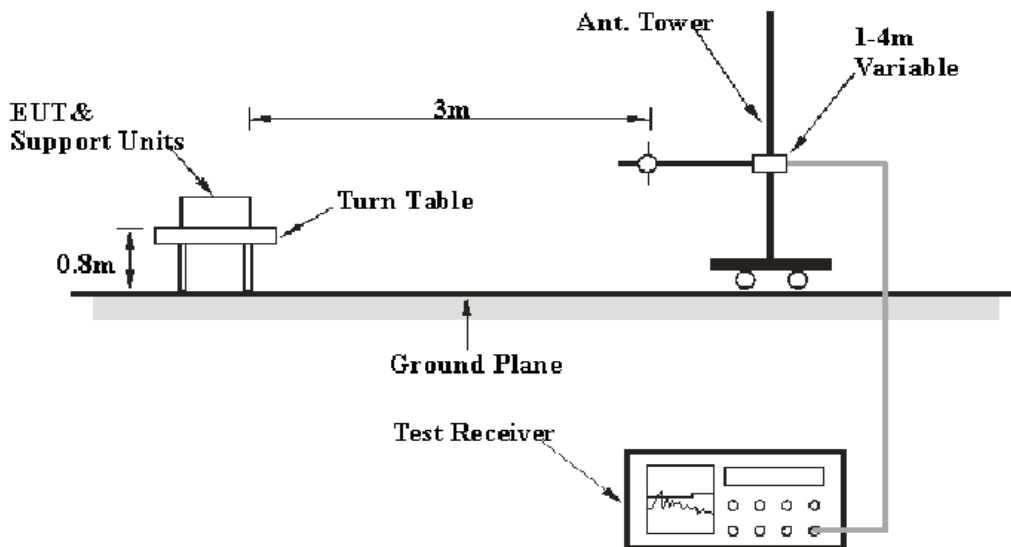 Ant. Tower
1-4m
Variable
EUT&
Support Units
3m
Turn Table
0.8m
Ground Plane
Test Receiver